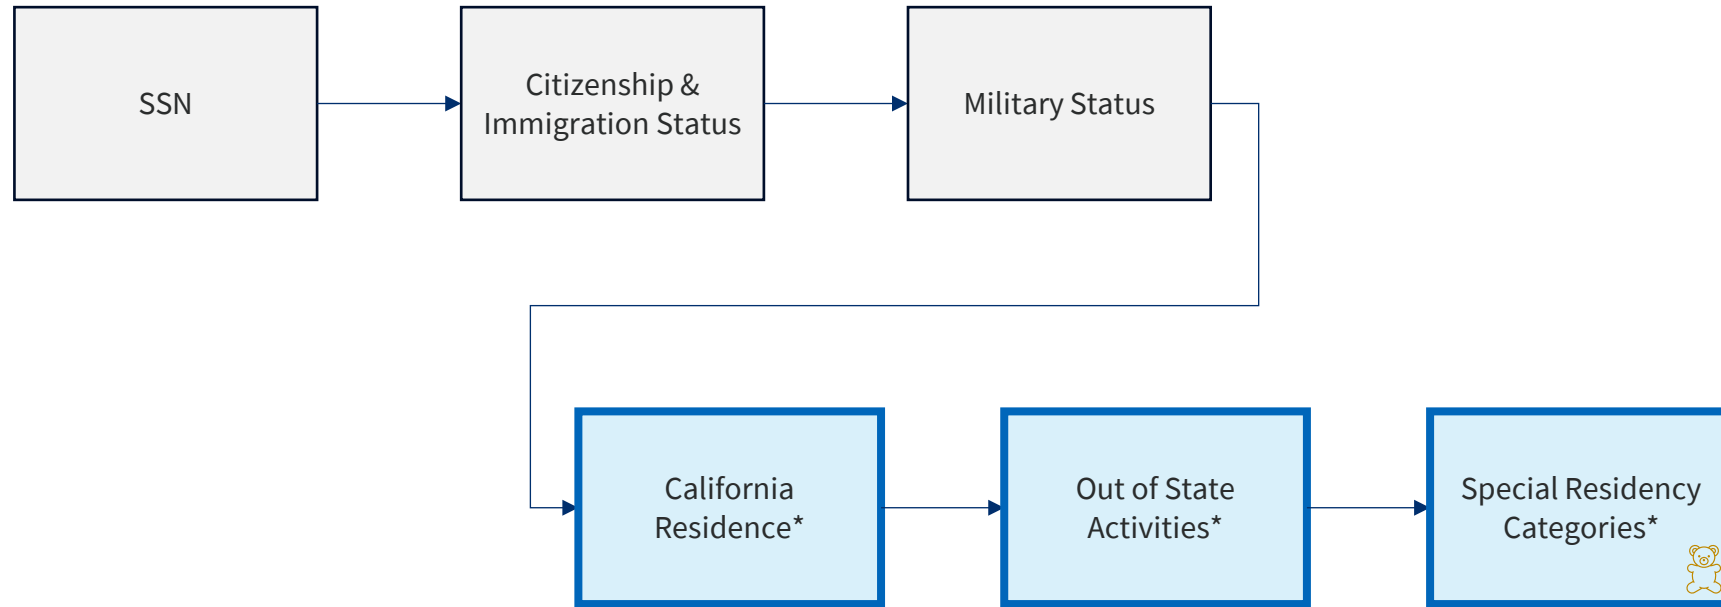 SSN
Citizenship &
Immigration Status
Military Status
California
Residence*
Out of State
Activities*
Special Residency
Categories*